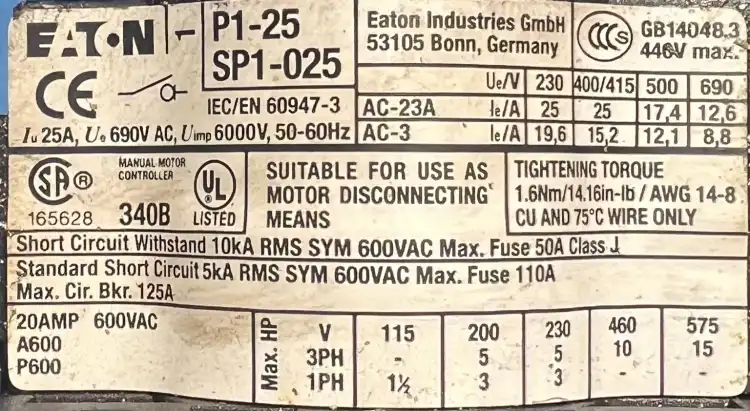 EATON
P1-25
SP1-025
Eaton Industries GmbH
53105 Bonn, Germany
CCC S
GB14048.3
446V max.
CE
IEC/EN 60947-3
Iu 25A, Ue 690V AC, Uimp 6000V, 50-60Hz
Ue/V 230 400/415 500 690
AC-23A Ie/A 25 25 17,4 12,6
AC-3 Ie/A 19,6 15,2 12,1 8,8
SA ®
165628
MANUAL MOTOR
CONTROLLER
340B
UL
LISTED
SUITABLE FOR USE AS
MOTOR DISCONNECTING
MEANS
TIGHTENING TORQUE
1.6Nm/14.16in-lb / AWG 14-8
CU AND 75°C WIRE ONLY
Short Circuit Withstand 10kA RMS SYM 600VAC Max. Fuse 50A Class J
Standard Short Circuit 5kA RMS SYM 600VAC Max. Fuse 110A
Max. Cir. Bkr. 125A
20AMP 600VAC
A600
P600
Max. HP
V 115 200 230 460 575
3PH - 5 5 10 15
1PH 1½ 3 3 -